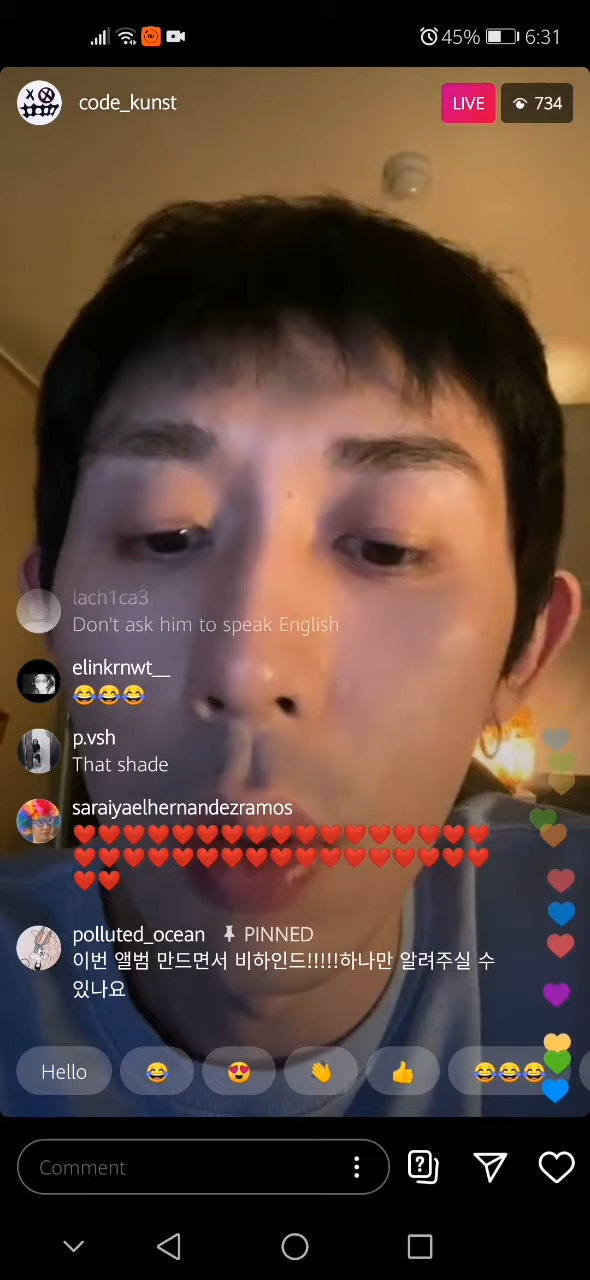 45% 6:31
code_kunst LIVE 734
lach1ca3
Don't ask him to speak English
elinkrnwt__
😂😂😂
p.vsh
That shade
saraiyaelhernandezramos
❤️❤️❤️❤️❤️❤️❤️❤️❤️❤️❤️❤️❤️❤️❤️❤️❤️
❤️❤️❤️❤️❤️❤️❤️❤️❤️❤️❤️❤️❤️❤️❤️❤️❤️
❤️❤️
polluted_ocean PINNED
이번 앨범 만드면서 비하인드!!!!!하나만 알려주실 수
있나요
Hello 😂 😍 👋 👍 😂😂😂
Comment